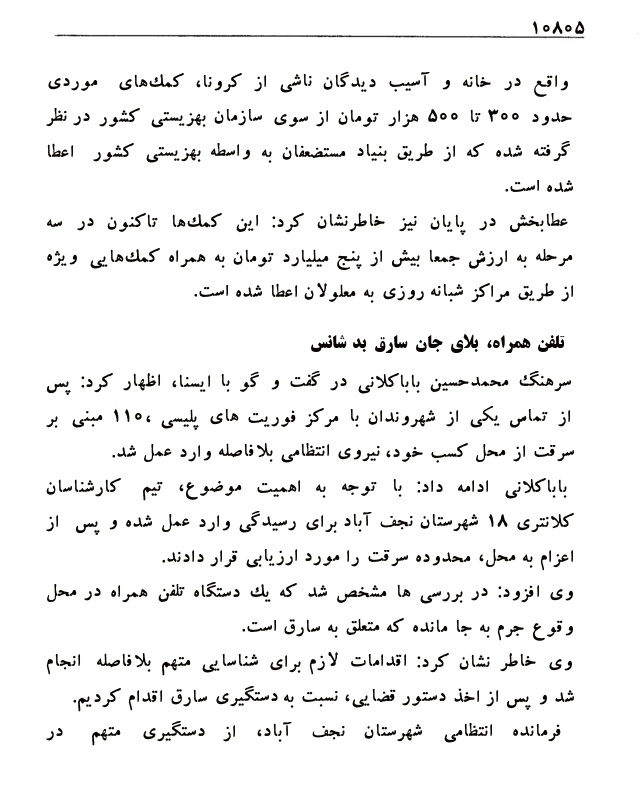 ۱۰۸۰۵
واقع در خانه و آسیب دیدگان ناشی از کرونا، کمک‌های موردی
حدود ۳۰۰ تا ۵۰۰ هزار تومان از سوی سازمان بهزیستی کشور در نظر
گرفته شده که از طریق بنیاد مستضعفان به واسطه بهزیستی کشور اعطا
شده است.
عطابخش در پایان نیز خاطرنشان کرد: این کمک‌ها تاکنون در سه
مرحله به ارزش جمعا بیش از پنج میلیارد تومان به همراه کمک‌هایی ویژه
از طریق مراکز شبانه روزی به معلولان اعطا شده است.
تلفن همراه، بلای جان سارق بد شانس
سرهنگ محمدحسین باباکلانی در گفت و گو با ایسنا، اظهار کرد: پس
از تماس یکی از شهروندان با مرکز فوریت های پلیسی ،۱۱۰ مبنی بر
سرقت از محل کسب خود، نیروی انتظامی بلافاصله وارد عمل شد.
باباکلانی ادامه داد: با توجه به اهمیت موضوع، تیم کارشناسان
کلانتری ۱۸ شهرستان نجف آباد برای رسیدگی وارد عمل شده و پس از
اعزام به محل، محدوده سرقت را مورد ارزیابی قرار دادند.
وی افزود: در بررسی ها مشخص شد که یك دستگاه تلفن همراه در محل
وقوع جرم به جا مانده که متعلق به سارق است.
وی خاطر نشان کرد: اقدامات لازم برای شناسایی متهم بلافاصله انجام
شد و پس از اخذ دستور قضایی، نسبت به دستگیری سارق اقدام کردیم.
فرمانده انتظامی شهرستان نجف آباد، از دستگیری متهم در